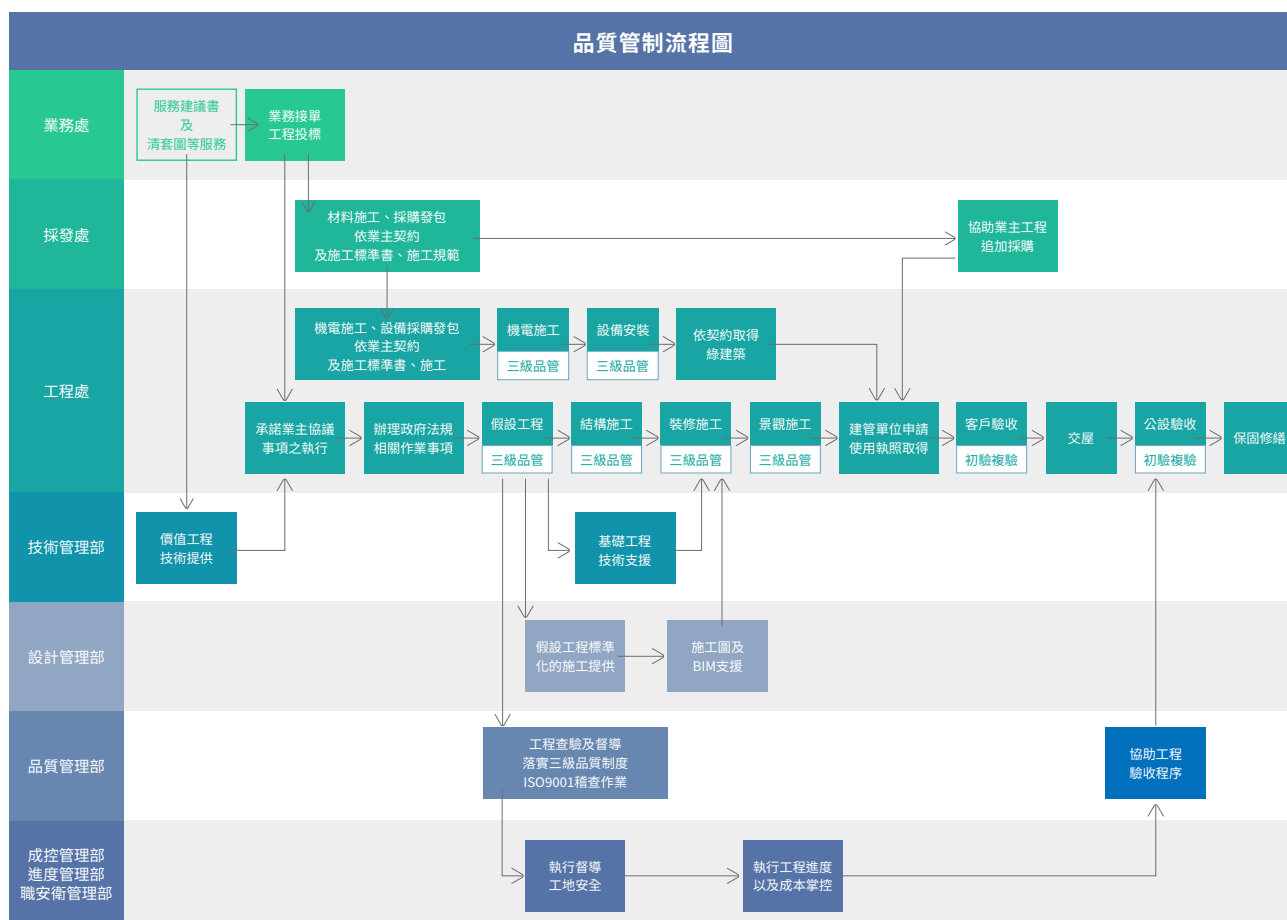 品質管制流程圖
業務處
服務建議書
及
清套圖等服務
業務接單
工程投標
採發處
材料施工、採購發包
依業主契約
及施工標準書、施工規範
協助業主工程
追加採購
工程處
機電施工、設備採購發包
依業主契約
及施工標準書、施工
機電施工
三級品管
設備安裝
三級品管
依契約取得
綠建築
承諾業主協議
事項之執行
辦理政府法規
相關作業事項
假設工程
三級品管
結構施工
三級品管
裝修施工
三級品管
景觀施工
三級品管
建管單位申請
使用執照取得
客戶驗收
初驗複驗
交屋
公設驗收
初驗複驗
保固修繕
技術管理部
價值工程
技術提供
基礎工程
技術支援
設計管理部
假設工程標準
化的施工提供
施工圖及
BIM支援
品質管理部
工程查驗及督導
落實三級品質制度
ISO9001稽查作業
協助工程
驗收程序
成控管理部
進度管理部
職安衛管理部
執行督導
工地安全
執行工程進度
以及成本掌控